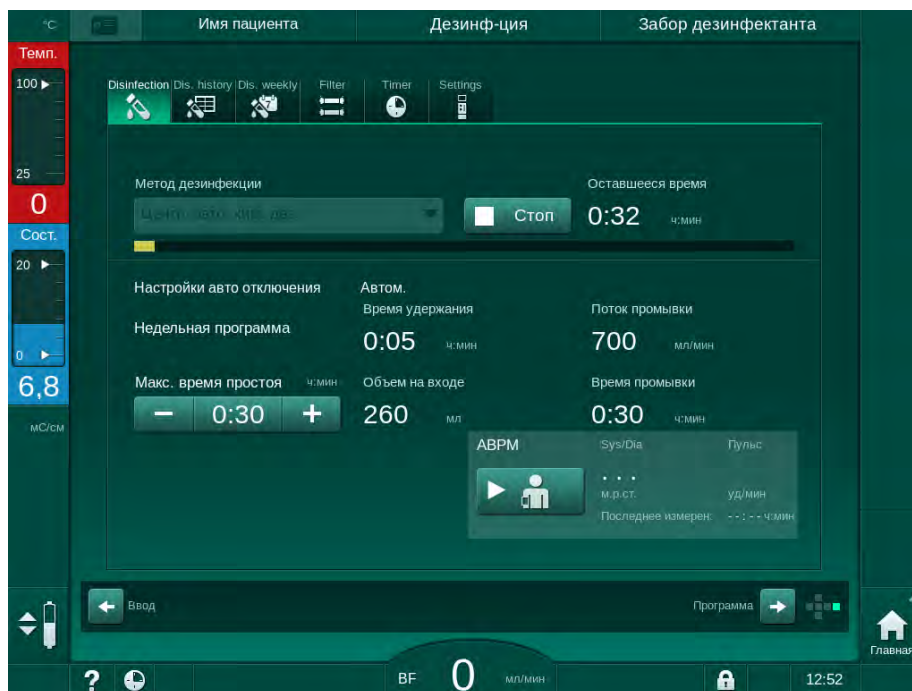 °C
Имя пациента
Дезинф-ция
Забор дезинфектанта
Темп.
100
25
0
Сост.
20
0
6,8
мС/см
Disinfection
Dis. history
Dis. weekly
Filter
Timer
Settings
7
Метод дезинфекции
Стоп
Оставшееся время
0:32 ч:мин
Настройки авто отключения
Автом.
Время удержания
Поток промывки
Недельная программа
0:05 ч:мин
700 мл/мин
Макс. время простоя ч:мин
Объем на входе
Время промывки
0:30
260 мл
0:30 ч:мин
ABPM
Sys/Dia
Пульс
м.р.ст.
уд/мин
Последнее измерен:
--:-- ч:мин
Ввод
Программа
Главная
?
BF 0 мл/мин
12:52